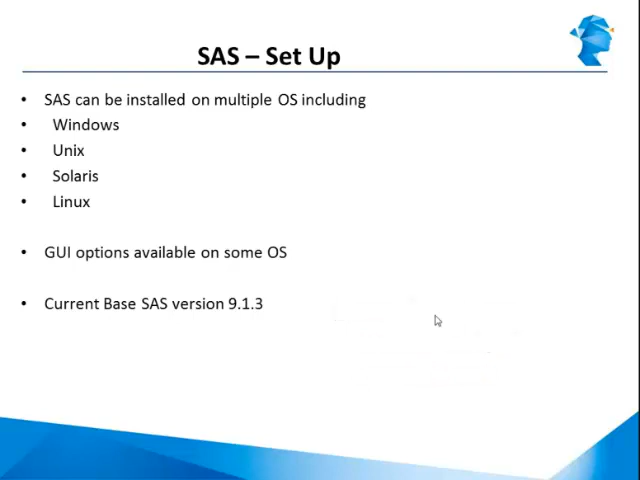 SAS – Set Up
• SAS can be installed on multiple OS including
• Windows
• Unix
• Solaris
• Linux
• GUI options available on some OS
• Current Base SAS version 9.1.3